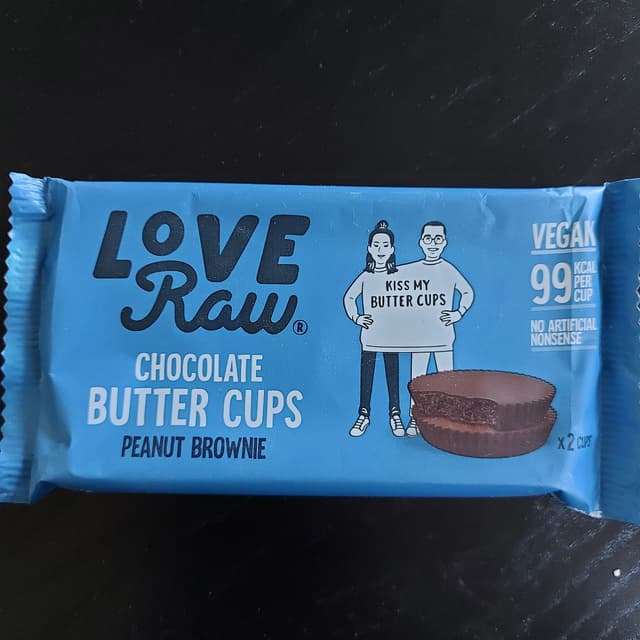 LOVE
Raw®
CHOCOLATE
BUTTER CUPS
PEANUT BROWNIE
KISS MY
BUTTER CUPS
VEGAN
99 KCAL
PER
CUP
NO ARTIFICIAL
NONSENSE
x2 CUPS